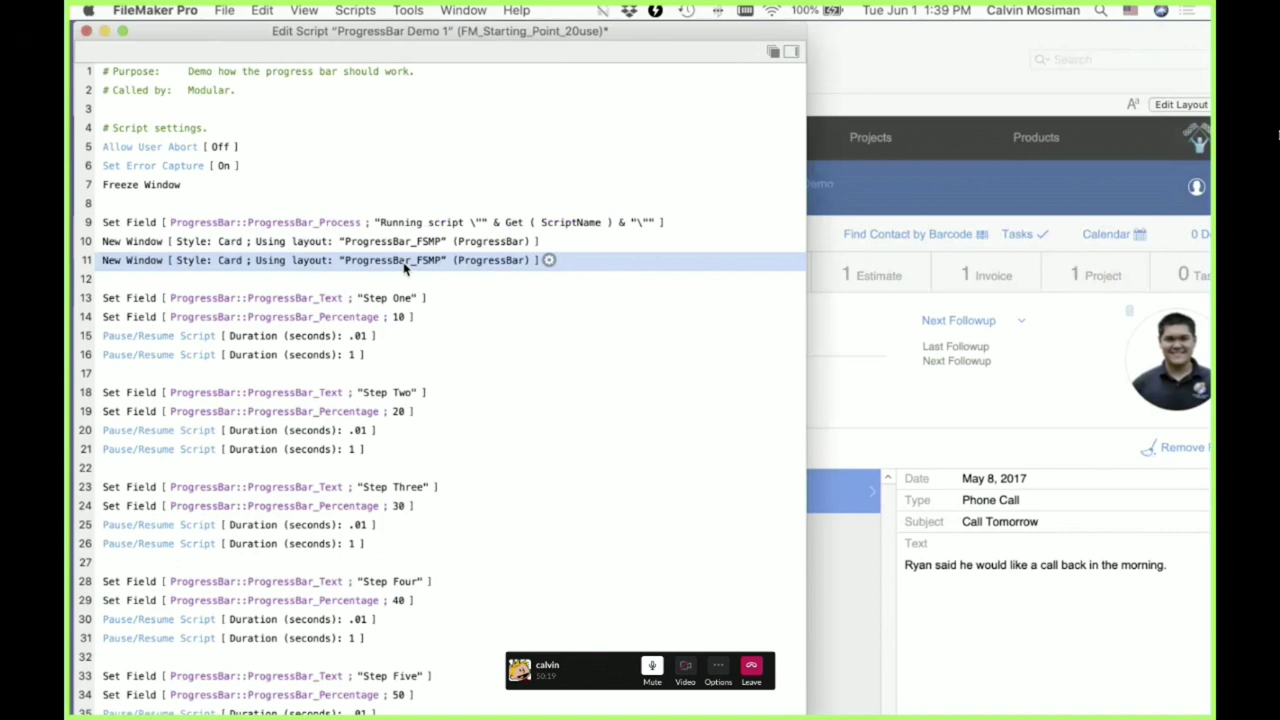 FileMaker Pro File Edit View Scripts Tools Window Help 100% Tue Jun 1 1:39 PM Calvin Mosiman
Edit Script "ProgressBar Demo 1" (FM_Starting_Point_20use)*
Search
Edit Layout
Projects Products
Demo
Find Contact by Barcode Tasks Calendar
1 Estimate 1 Invoice 1 Project
Next Followup
Last Followup
Next Followup
Date May 8, 2017
Type Phone Call
Subject Call Tomorrow
Text
Ryan said he would like a call back in the morning.
1 # Purpose: Demo how the progress bar should work.
2 # Called by: Modular.
3
4 # Script settings.
5 Allow User Abort [ Off ]
6 Set Error Capture [ On ]
7 Freeze Window
8
9 Set Field [ ProgressBar::ProgressBar_Process ; "Running script \"" & Get ( ScriptName ) & "\"" ]
10 New Window [ Style: Card ; Using layout: "ProgressBar_FSMP" (ProgressBar) ]
11 New Window [ Style: Card ; Using layout: "ProgressBar_FSMP" (ProgressBar) ]
12
13 Set Field [ ProgressBar::ProgressBar_Text ; "Step One" ]
14 Set Field [ ProgressBar::ProgressBar_Percentage ; 10 ]
15 Pause/Resume Script [ Duration (seconds): .01 ]
16 Pause/Resume Script [ Duration (seconds): 1 ]
17
18 Set Field [ ProgressBar::ProgressBar_Text ; "Step Two" ]
19 Set Field [ ProgressBar::ProgressBar_Percentage ; 20 ]
20 Pause/Resume Script [ Duration (seconds): .01 ]
21 Pause/Resume Script [ Duration (seconds): 1 ]
22
23 Set Field [ ProgressBar::ProgressBar_Text ; "Step Three" ]
24 Set Field [ ProgressBar::ProgressBar_Percentage ; 30 ]
25 Pause/Resume Script [ Duration (seconds): .01 ]
26 Pause/Resume Script [ Duration (seconds): 1 ]
27
28 Set Field [ ProgressBar::ProgressBar_Text ; "Step Four" ]
29 Set Field [ ProgressBar::ProgressBar_Percentage ; 40 ]
30 Pause/Resume Script [ Duration (seconds): .01 ]
31 Pause/Resume Script [ Duration (seconds): 1 ]
32
33 Set Field [ ProgressBar::ProgressBar_Text ; "Step Five" ]
34 Set Field [ ProgressBar::ProgressBar_Percentage ; 50 ]
calvin
50:19
Mute Video Options Leave
Remove